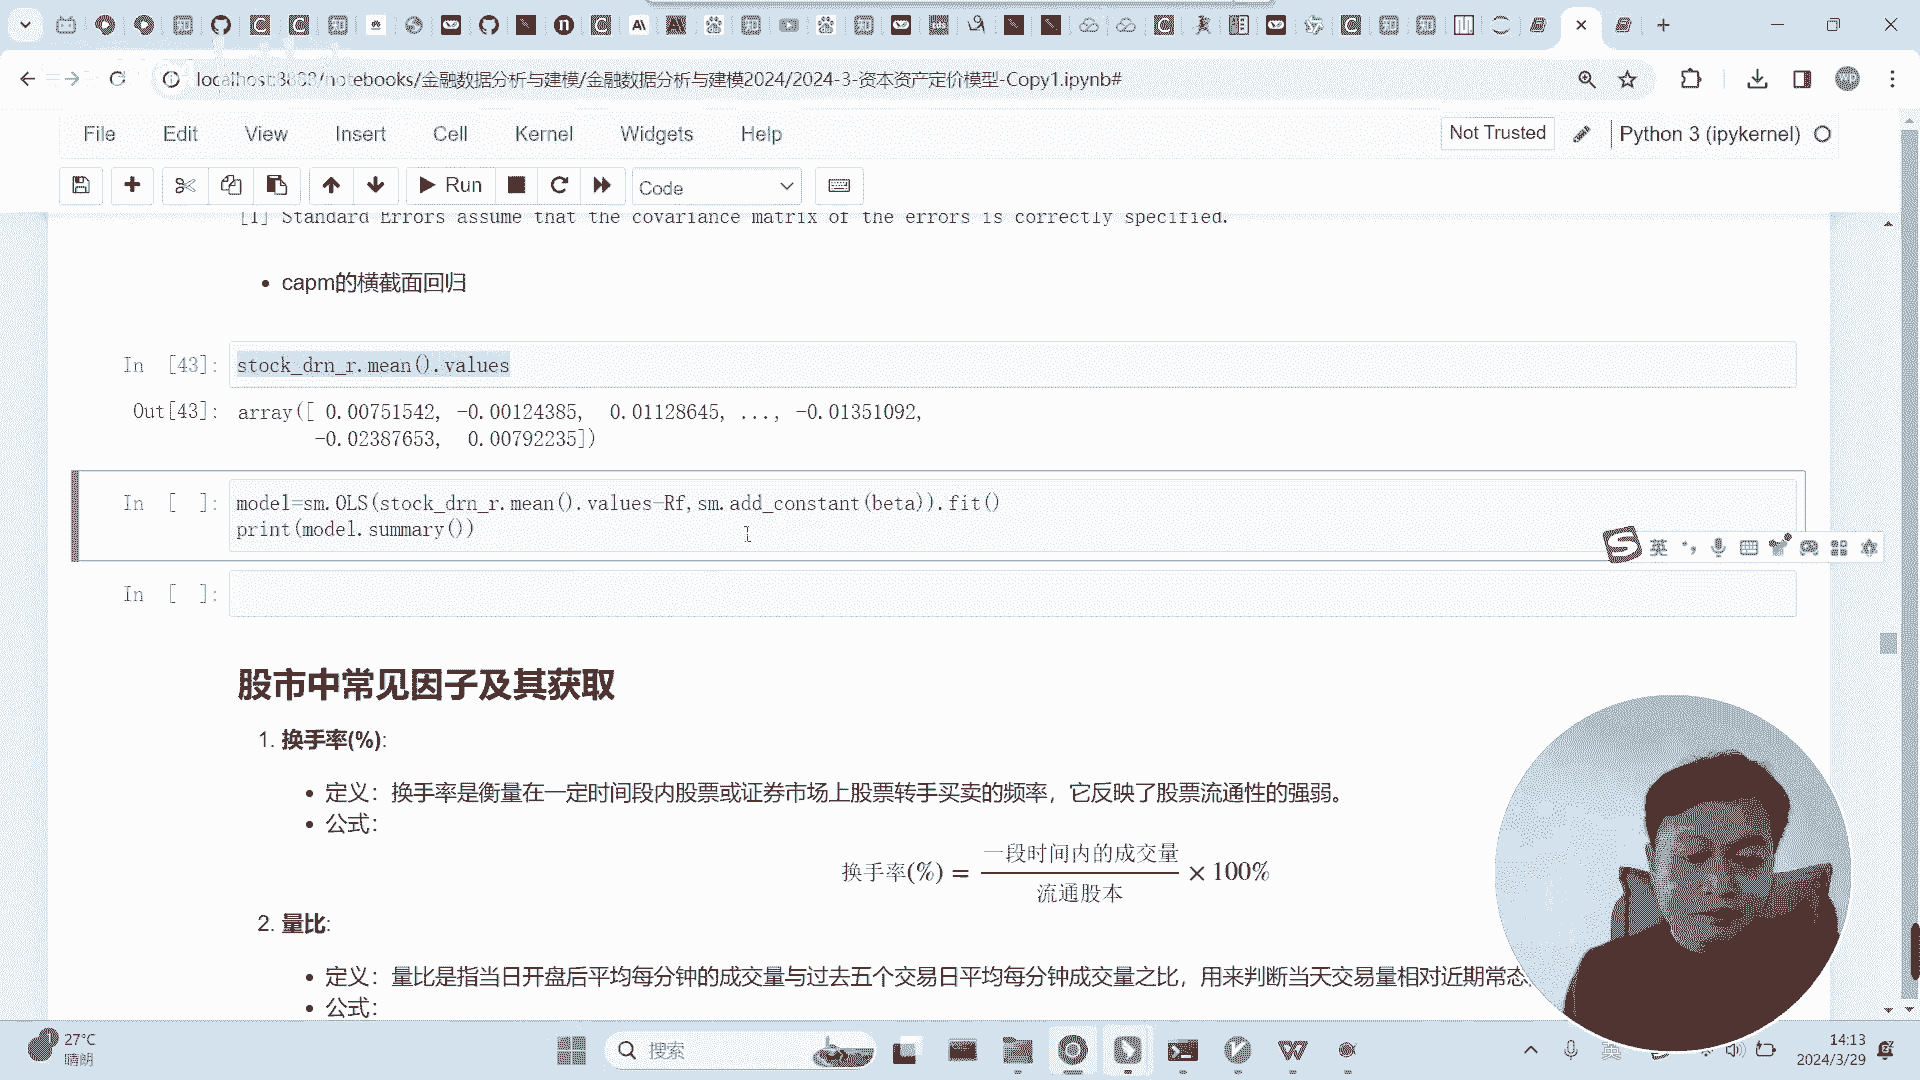 localhost:8888/notebooks/金融数据分析与建模/金融数据分析与建模2024/2024-3-资本资产定价模型-Copy1.ipynb#
File Edit View Insert Cell Kernel Widgets Help
Not Trusted
Python 3 (ipykernel)
Run
Code
[1] Standard Errors assume that the covariance matrix of the errors is correctly specified.
• capm的横截面回归
In [43]: stock_drn_r.mean().values
Out[43]: array([ 0.00751542, -0.00124385, 0.01128645, ..., -0.01351092,
-0.02387653, 0.00792235])
In [ ]: model=sm.OLS(stock_drn_r.mean().values-Rf,sm.add_constant(beta)).fit()
print(model.summary())
英
In [ ]:
股市中常见因子及其获取
1. 换手率(%):
• 定义：换手率是衡量在一定时间段内股票或证券市场上股票转手买卖的频率，它反映了股票流通性的强弱。
• 公式：
换手率(%) = 一段时间内的成交量 / 流通股本 × 100%
2. 量比:
• 定义：量比是指当日开盘后平均每分钟的成交量与过去五个交易日平均每分钟成交量之比，用来判断当天交易量相对近期常态
• 公式：
27°C
晴朗
搜索
英
14:13
2024/3/29